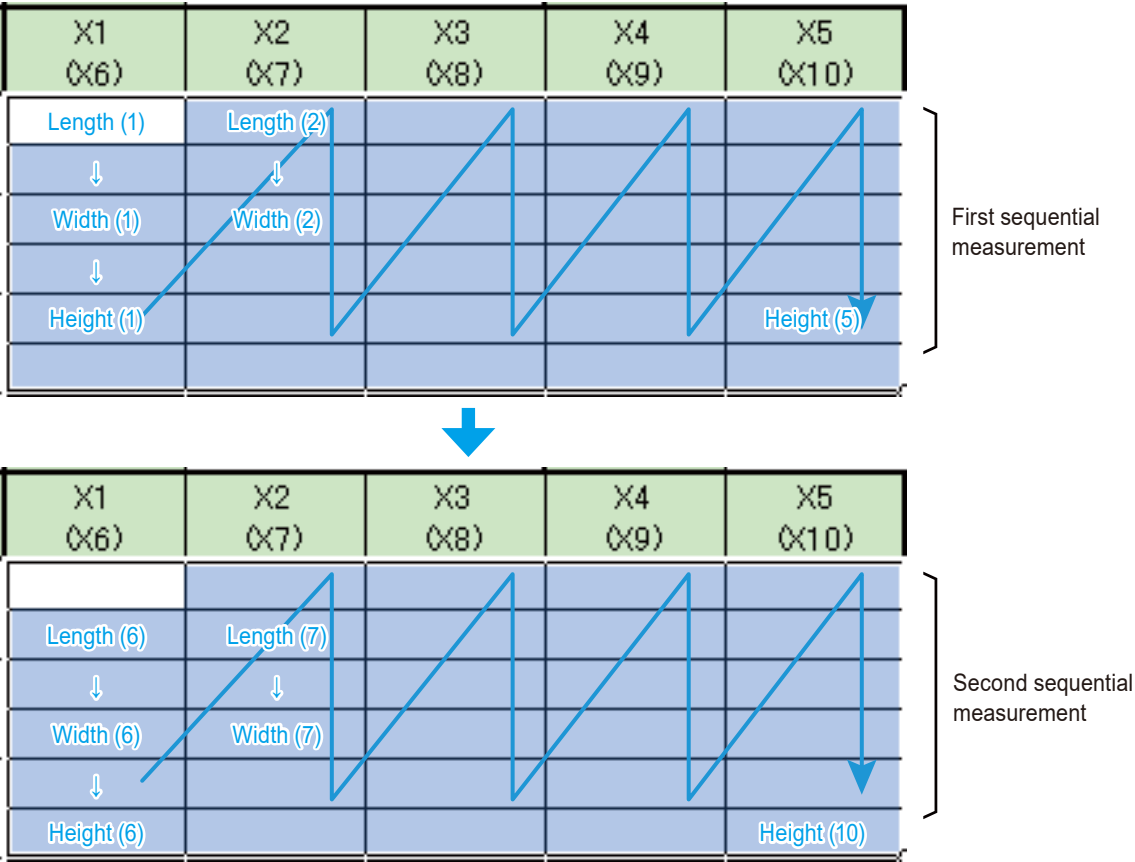 X1 X2 X3 X4 X5
(X6) (X7) (X8) (X9) (X10)
Length (1) Length (2)
↓ ↓
Width (1) Width (2)
↓
Height (1) Height (5)
First sequential
measurement
X1 X2 X3 X4 X5
(X6) (X7) (X8) (X9) (X10)
Length (6) Length (7)
↓ ↓
Width (6) Width (7)
↓
Height (6) Height (10)
Second sequential
measurement